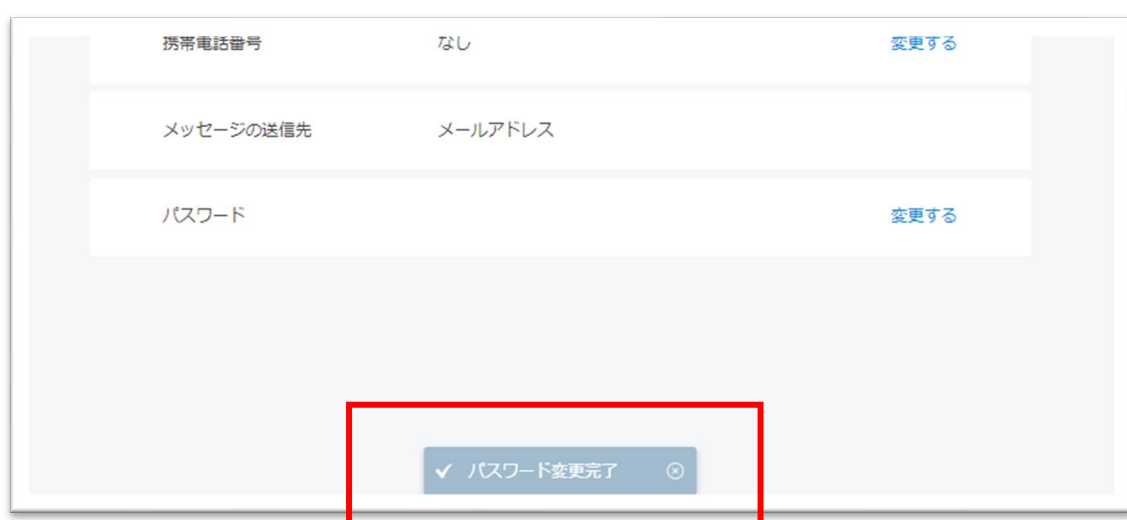 携帯電話番号 なし 変更する
メッセージの送信先 メールアドレス
パスワード 変更する
パスワード変更完了